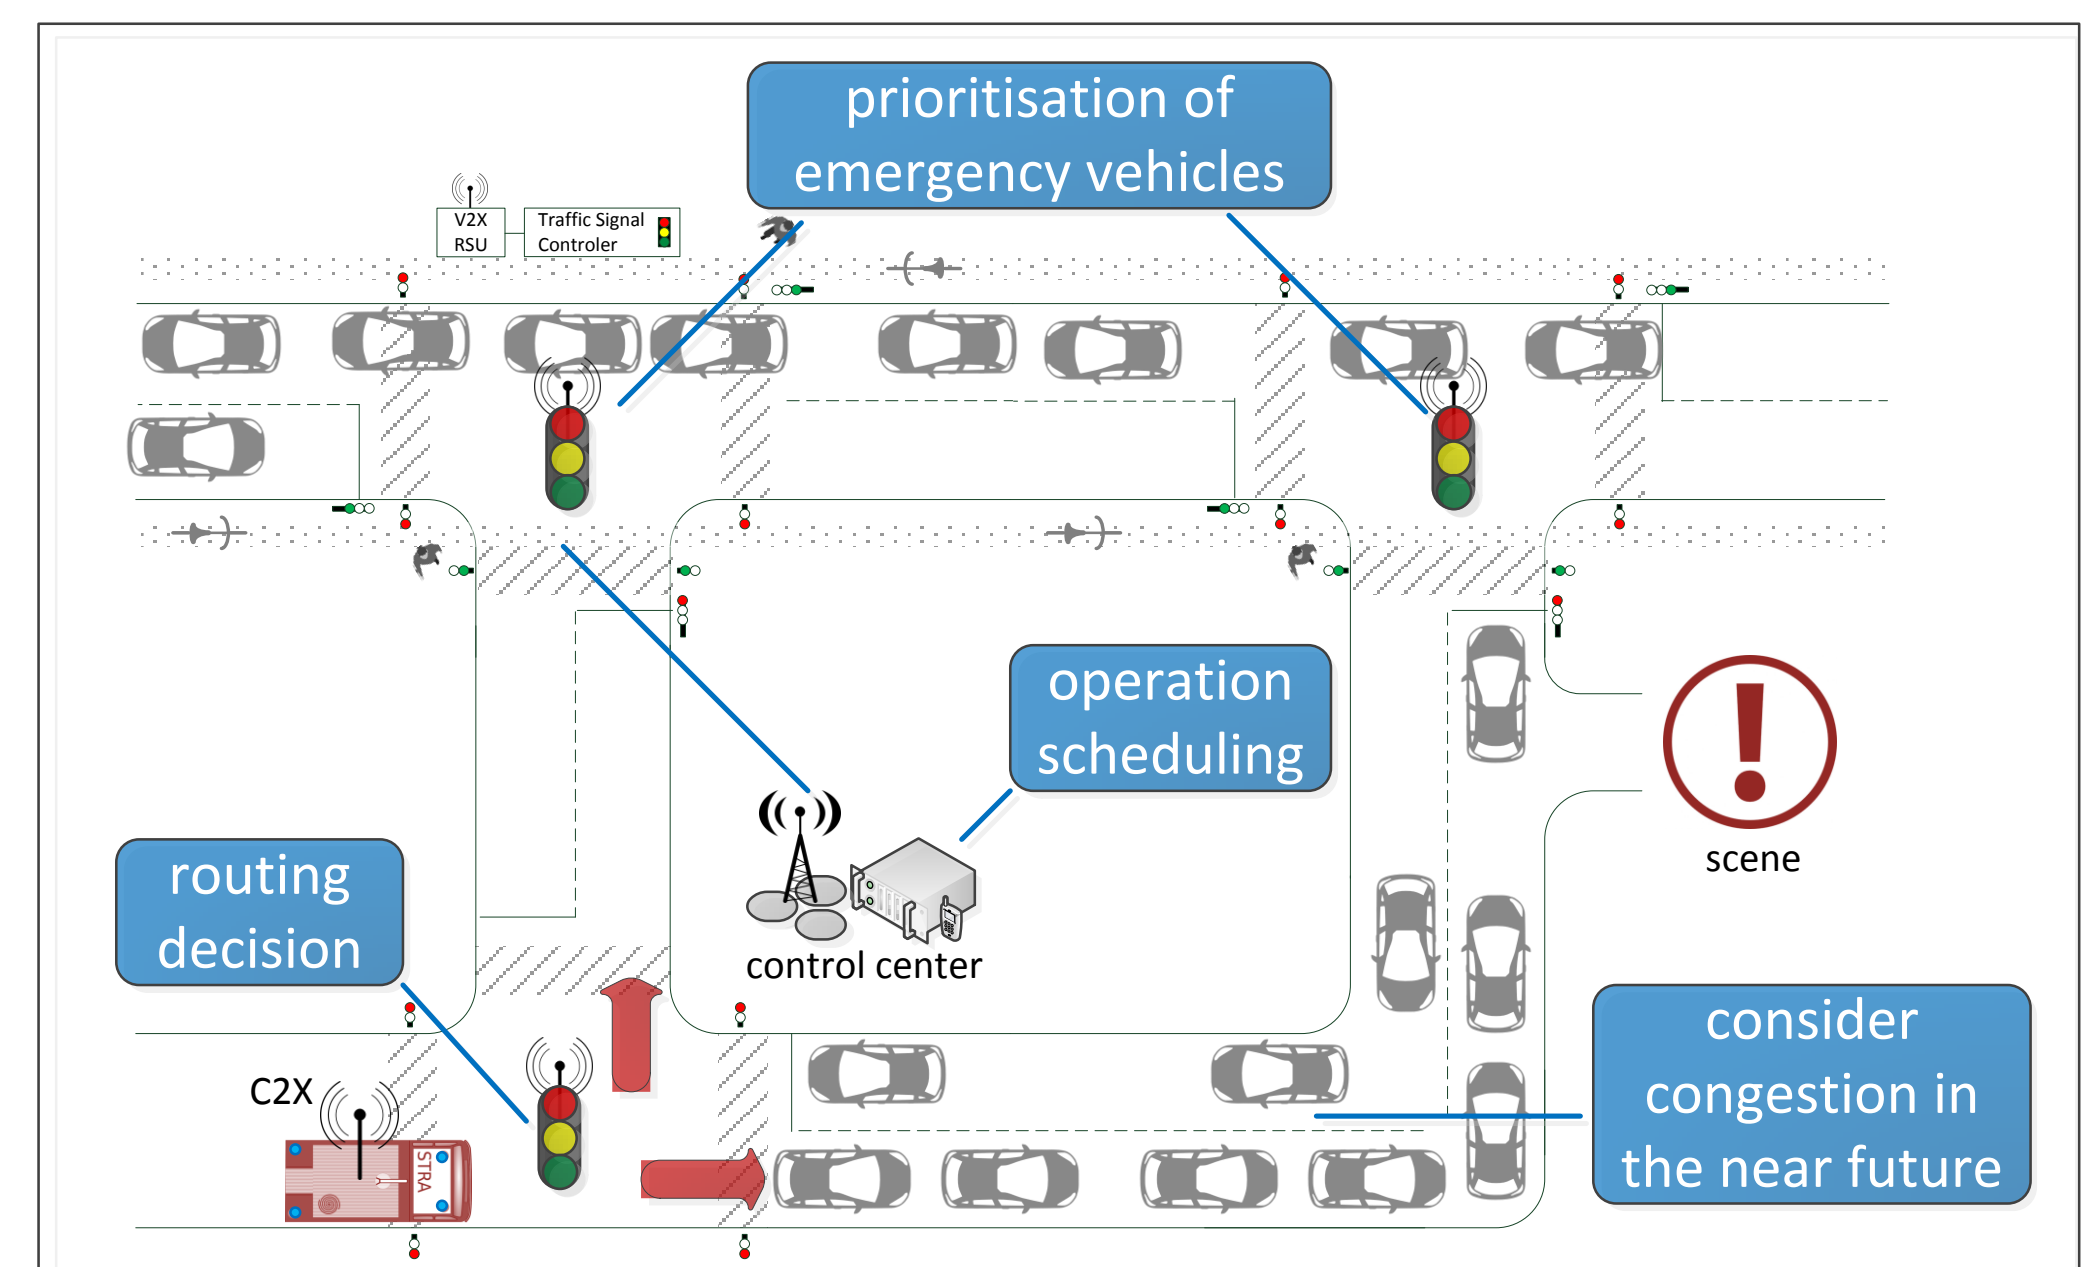 prioritisation of
emergency vehicles
V2X
RSU
Traffic Signal
Controler
operation
scheduling
scene
routing
decision
control center
consider
congestion in
the near future
C2X
STRA